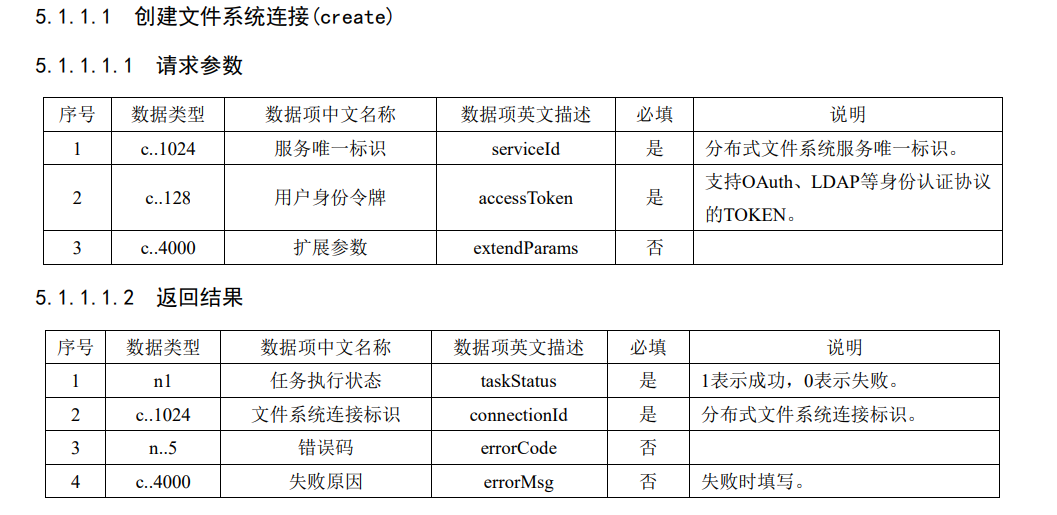 5.1.1.1 创建文件系统连接(create)
5.1.1.1.1 请求参数
序号 数据类型 数据项中文名称 数据项英文描述 必填 说明
1 c..1024 服务唯一标识 serviceId 是 分布式文件系统服务唯一标识。
2 c..128 用户身份令牌 accessToken 是 支持OAuth、LDAP等身份认证协议
的TOKEN。
3 c..4000 扩展参数 extendParams 否
5.1.1.1.2 返回结果
序号 数据类型 数据项中文名称 数据项英文描述 必填 说明
1 n1 任务执行状态 taskStatus 是 1表示成功，0表示失败。
2 c..1024 文件系统连接标识 connectionId 是 分布式文件系统连接标识。
3 n..5 错误码 errorCode 否
4 c..4000 失败原因 errorMsg 否 失败时填写。